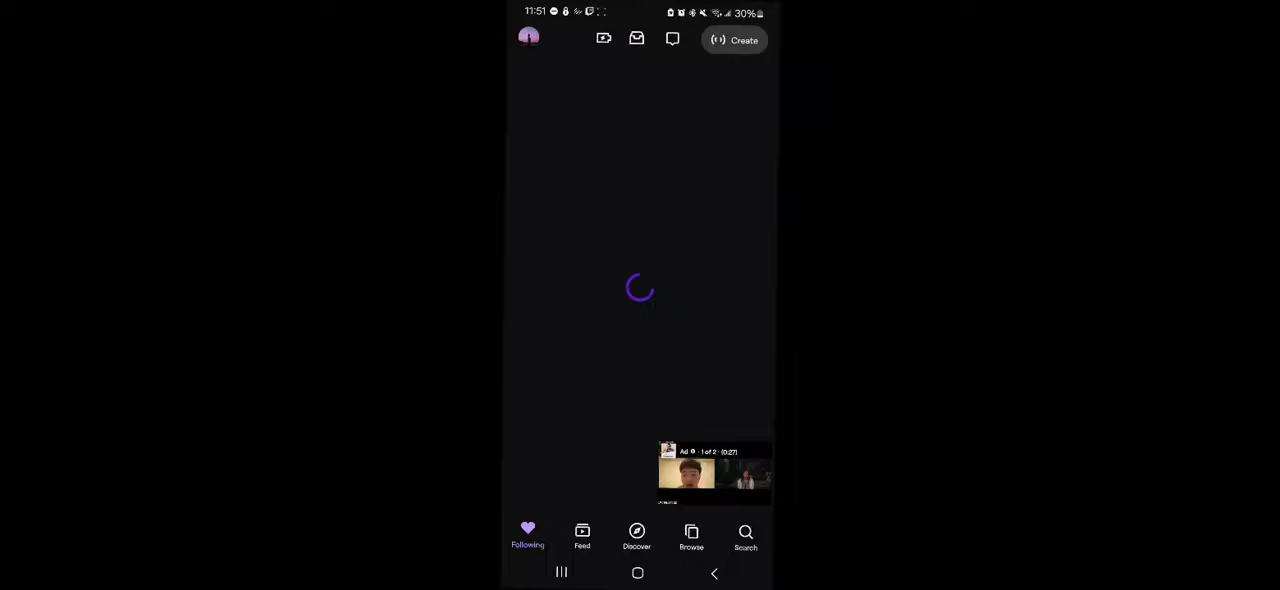 11:51
30%
Create
Ad · 1 of 2 · (0:27)
Following
Feed
Discover
Browse
Search